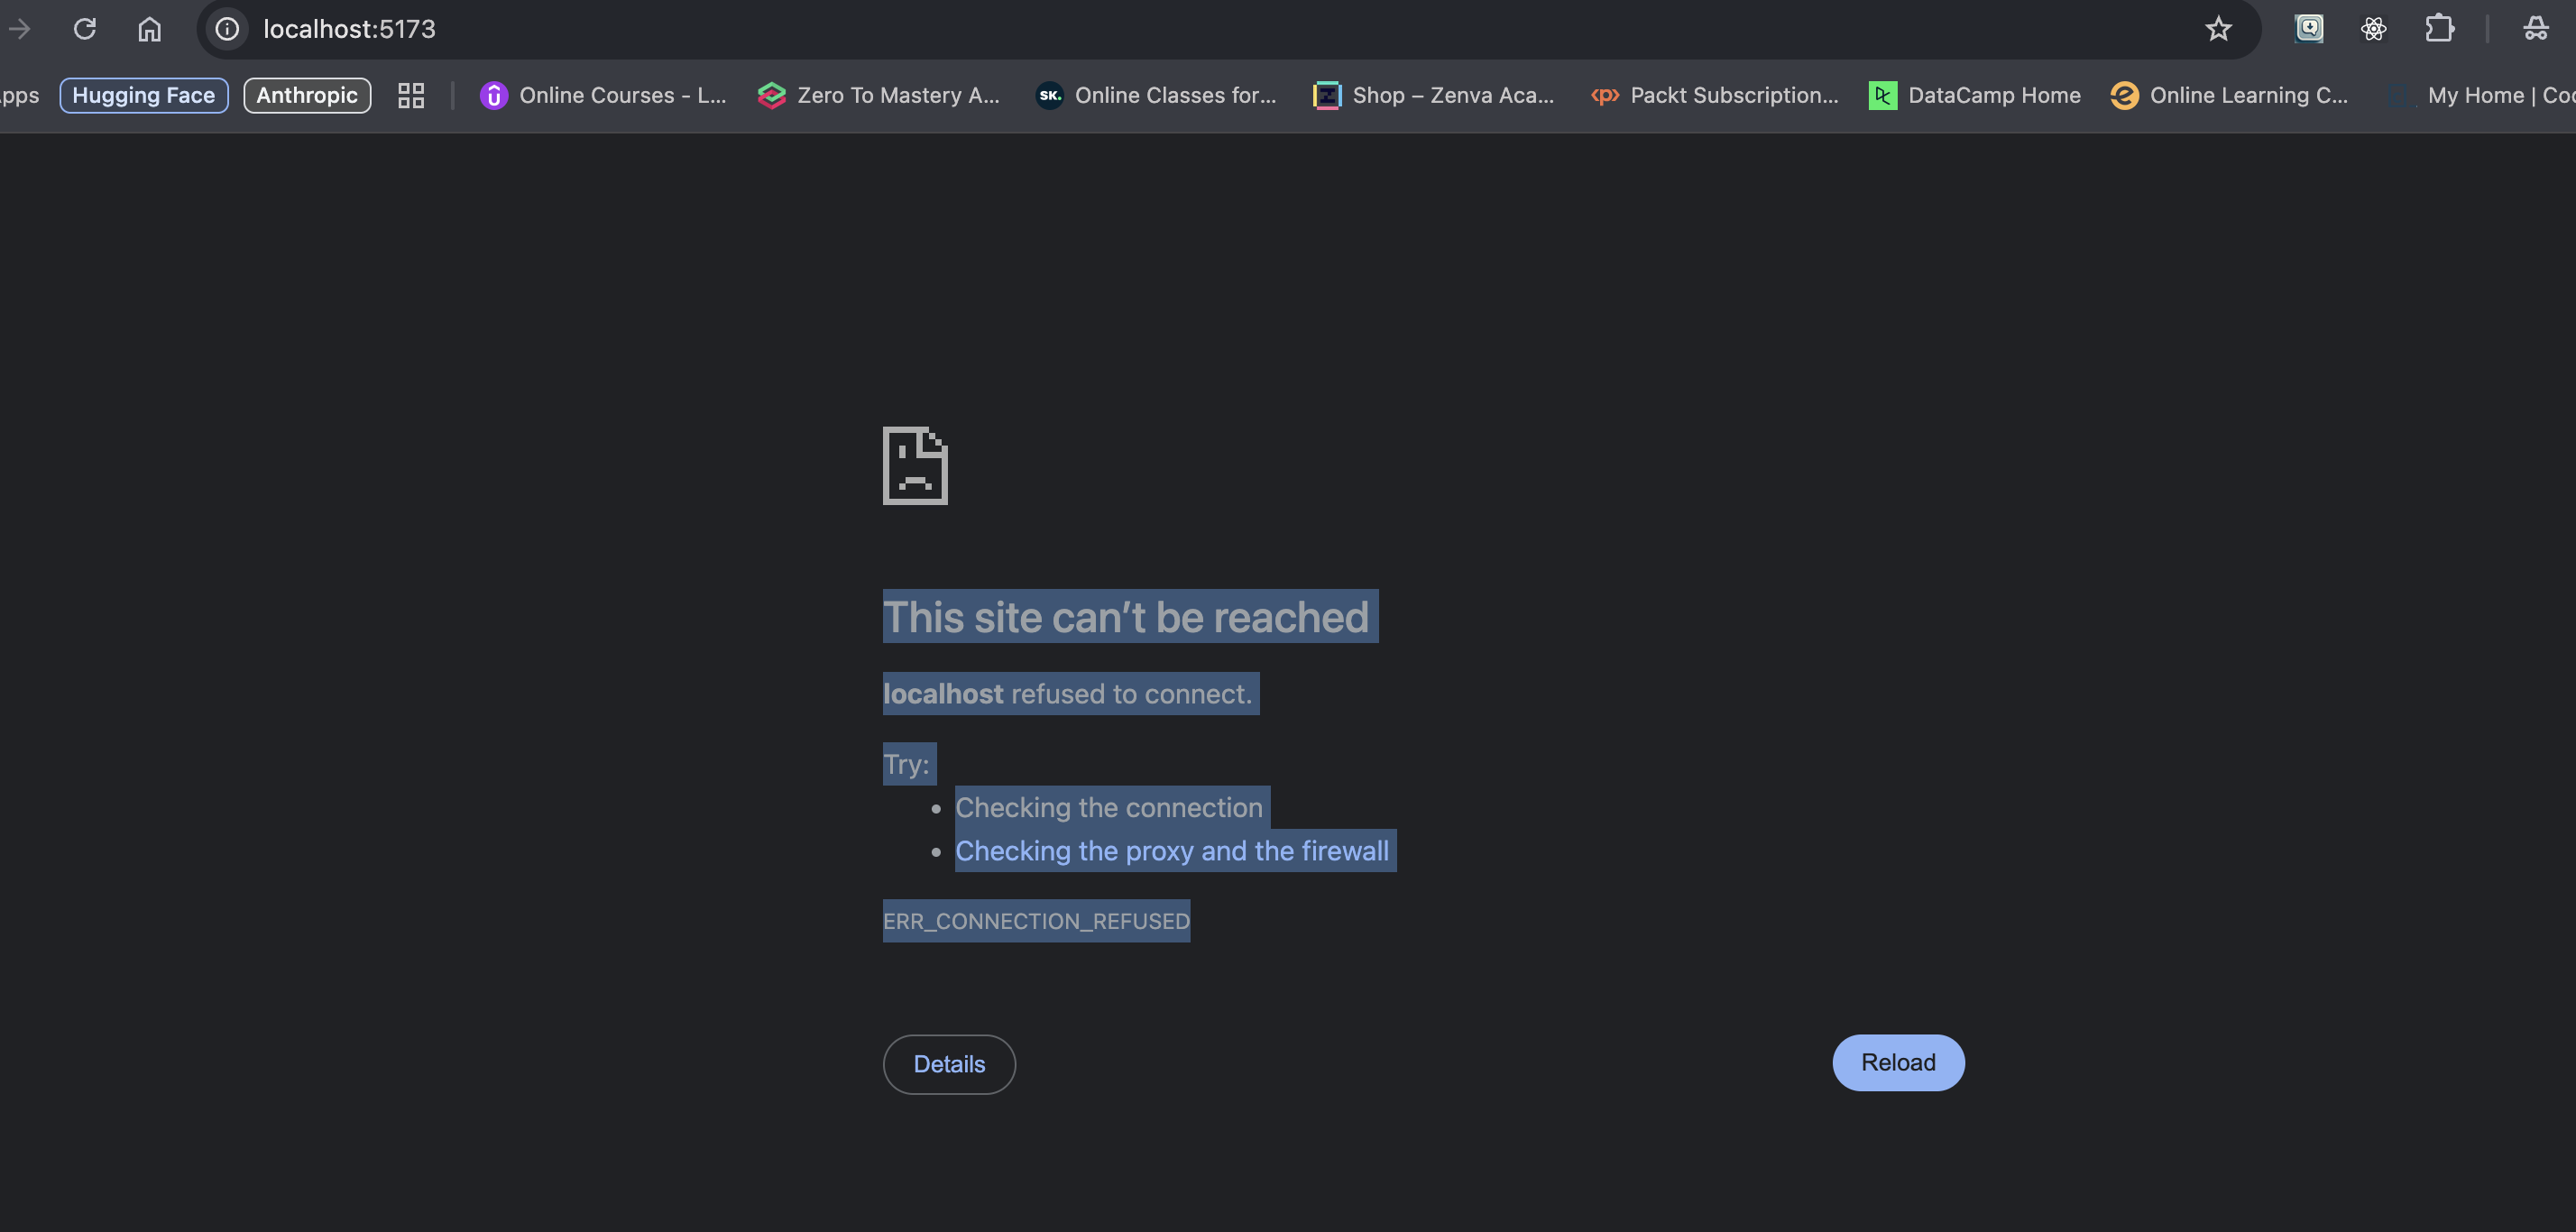 localhost:5173
pps Hugging Face Anthropic Online Courses - L... Zero To Mastery A... SK. Online Classes for... Shop – Zenva Aca... <p> Packt Subscription... DataCamp Home Online Learning C... My Home | Coo
This site can’t be reached
localhost refused to connect.
Try:
• Checking the connection
• Checking the proxy and the firewall
ERR_CONNECTION_REFUSED
Details Reload